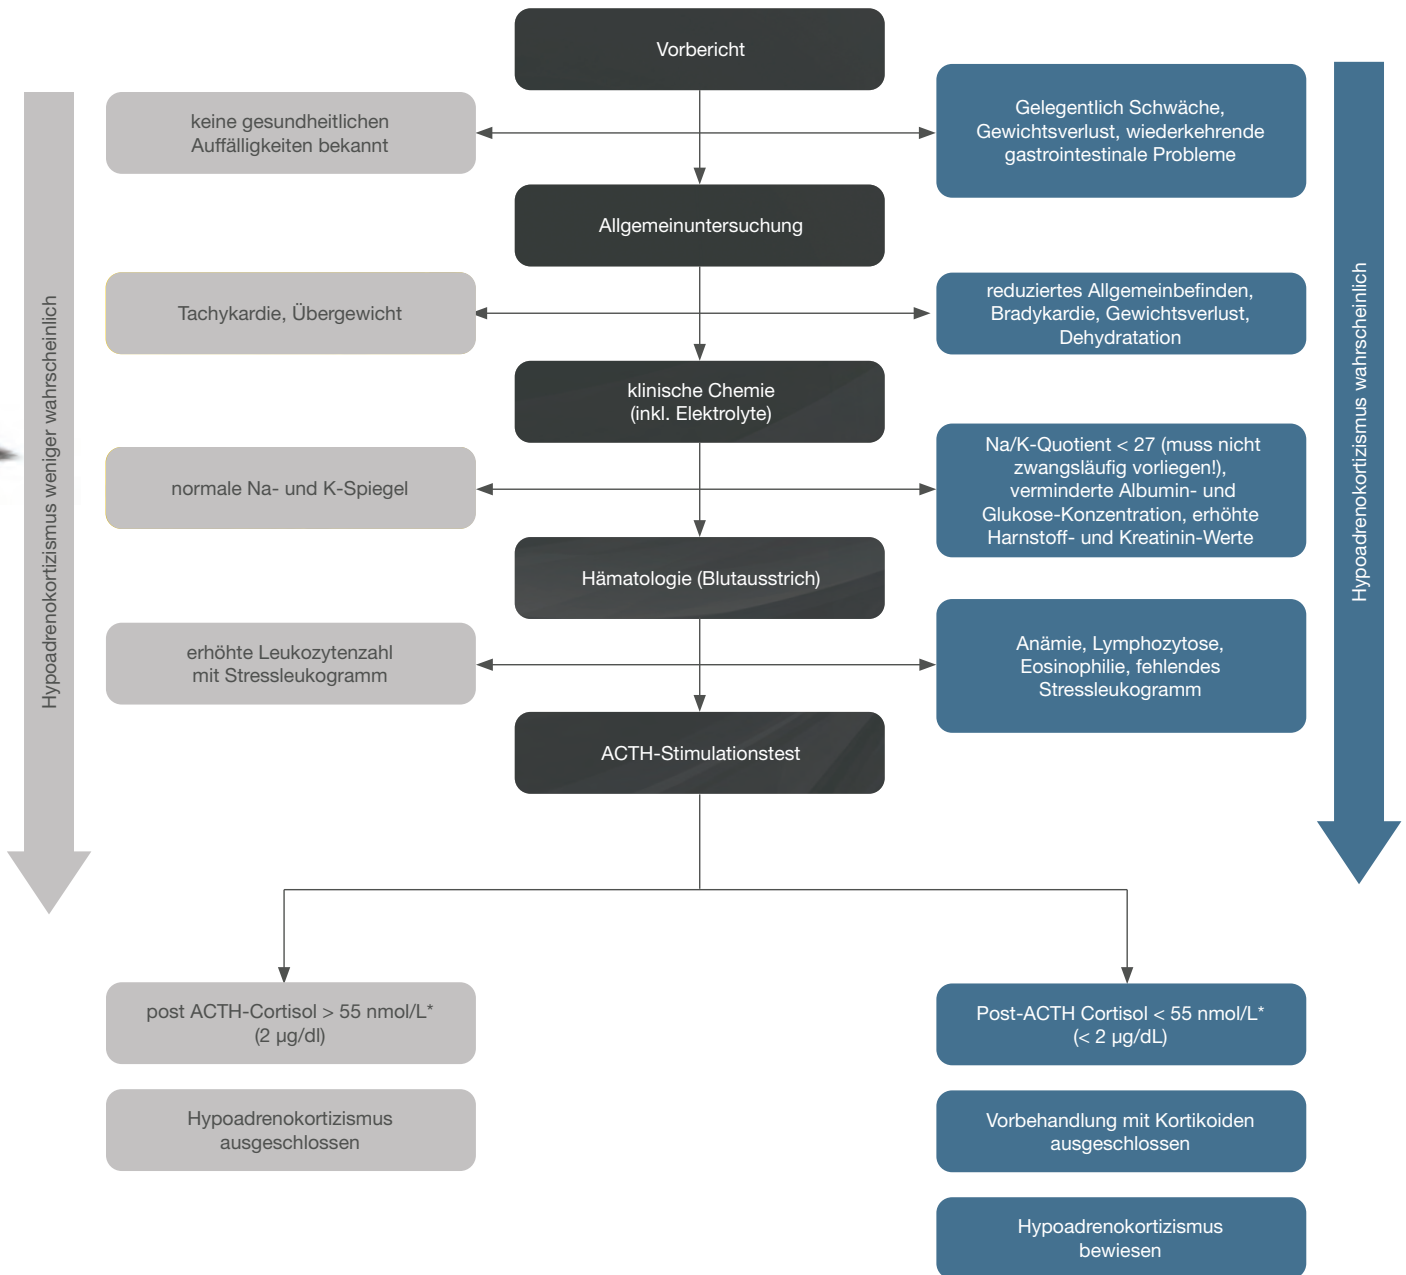 Vorbericht
keine gesundheitlichen
Auffälligkeiten bekannt
Gelegentlich Schwäche,
Gewichtsverlust, wiederkehrende
gastrointestinale Probleme
Allgemeinuntersuchung
Tachykardie, Übergewicht
reduziertes Allgemeinbefinden,
Bradykardie, Gewichtsverlust,
Dehydratation
klinische Chemie
(inkl. Elektrolyte)
normale Na- und K-Spiegel
Na/K-Quotient < 27 (muss nicht
zwangsläufig vorliegen!),
verminderte Albumin- und
Glukose-Konzentration, erhöhte
Harnstoff- und Kreatinin-Werte
Hämatologie (Blutausstrich)
erhöhte Leukozytenzahl
mit Stressleukogramm
Anämie, Lymphozytose,
Eosinophilie, fehlendes
Stressleukogramm
ACTH-Stimulationstest
Hypoadrenokortizismus weniger wahrscheinlich
Hypoadrenokortizismus wahrscheinlich
post ACTH-Cortisol > 55 nmol/L*
(2 µg/dl)
Hypoadrenokortizismus
ausgeschlossen
Post-ACTH Cortisol < 55 nmol/L*
(< 2 µg/dL)
Vorbehandlung mit Kortikoiden
ausgeschlossen
Hypoadrenokortizismus
bewiesen